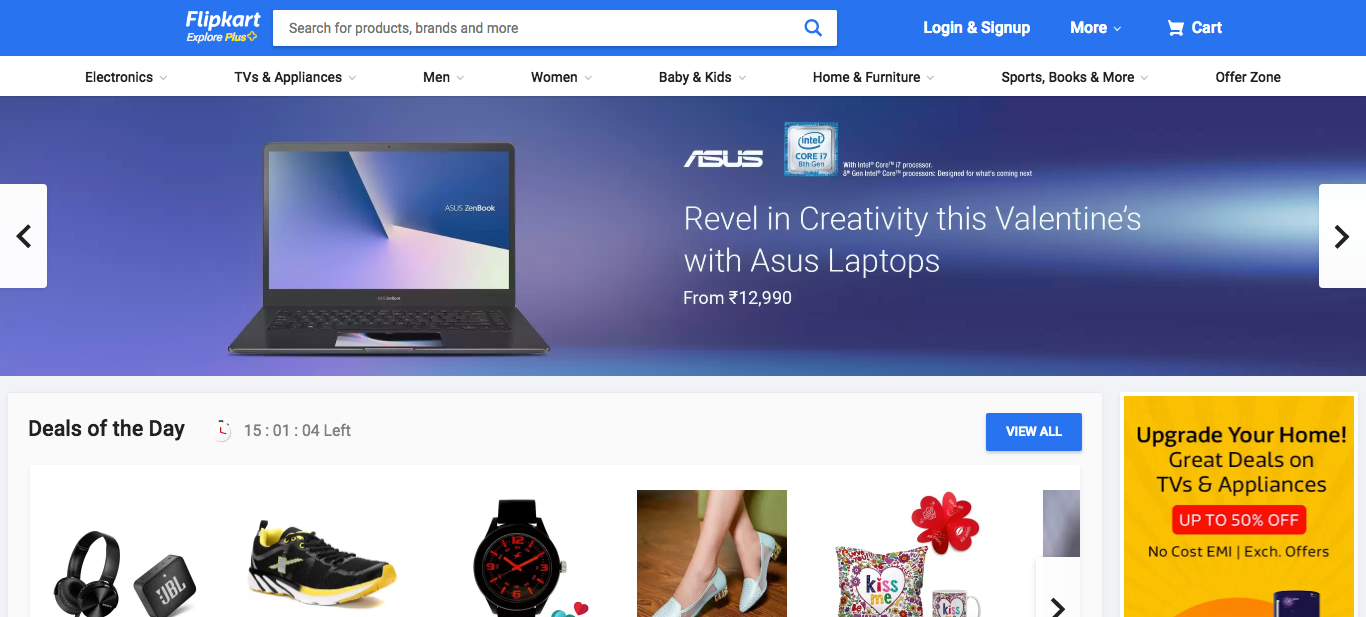 Flipkart
Explore Plus
Search for products, brands and more
Login & Signup
More
Cart
Electronics
TVs & Appliances
Men
Women
Baby & Kids
Home & Furniture
Sports, Books & More
Offer Zone
ASUS ZenBook
ASUS ZenBook
ASUS
intel
CORE i7
8th Gen
With Intel® Core™ i7 processor.
8th Gen Intel® Core™ processors: Designed for what's coming next
Revel in Creativity this Valentine's
with Asus Laptops
From ₹12,990
Deals of the Day
15 : 01 : 04 Left
VIEW ALL
JBL
kiss
me
kiss
Upgrade Your Home!
Great Deals on
TVs & Appliances
UP TO 50% OFF
No Cost EMI | Exch. Offers